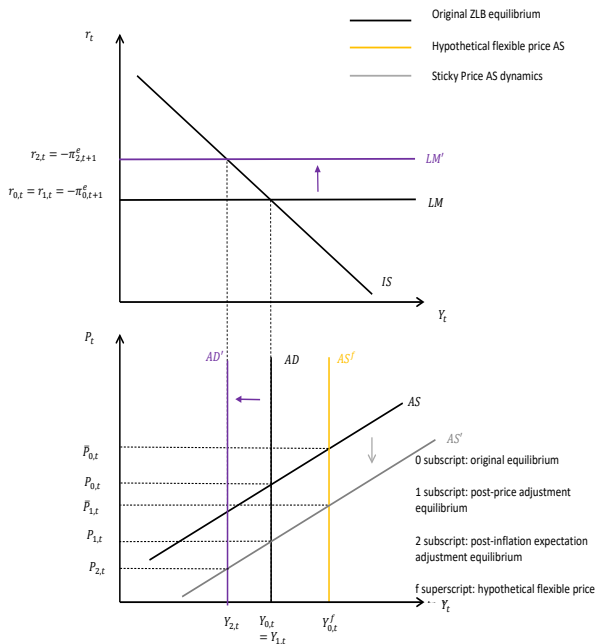 Original ZLB equilibrium
Hypothetical flexible price AS
Sticky Price AS dynamics
r_t
r_{2,t} = −π^e_{2,t+1}
LM′
r_{0,t} = r_{1,t} = −π^e_{0,t+1}
LM
IS
Y_t
P_t
AD′
AD
AS^f
AS
AS′
P̄_{0,t}
0 subscript: original equilibrium
P_{0,t}
1 subscript: post-price adjustment
equilibrium
P̄_{1,t}
P_{1,t}
2 subscript: post-inflation expectation
adjustment equilibrium
P_{2,t}
f superscript: hypothetical flexible price
Y_t
Y_{2,t}
Y_{0,t}
= Y_{1,t}
Y^f_{0,t}